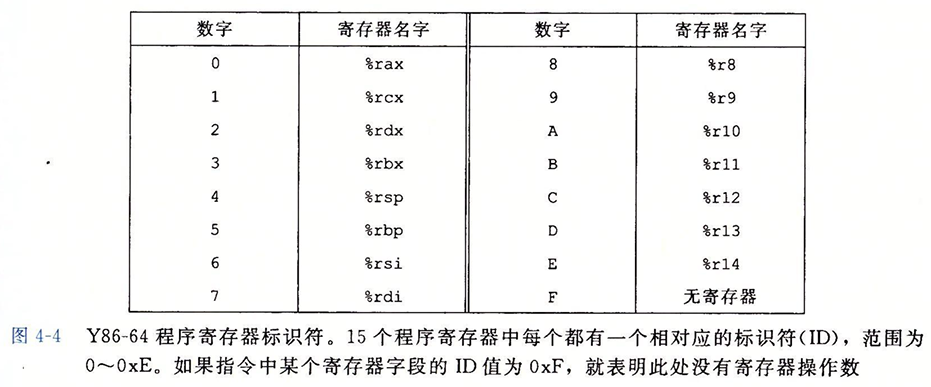 数字 寄存器名字 数字 寄存器名字
0 %rax 8 %r8
1 %rcx 9 %r9
2 %rdx A %r10
3 %rbx B %r11
4 %rsp C %r12
5 %rbp D %r13
6 %rsi E %r14
7 %rdi F 无寄存器
图 4-4 Y86-64 程序寄存器标识符。15 个程序寄存器中每个都有一个相对应的标识符(ID)，范围为
0～0xE。如果指令中某个寄存器字段的 ID 值为 0xF，就表明此处没有寄存器操作数